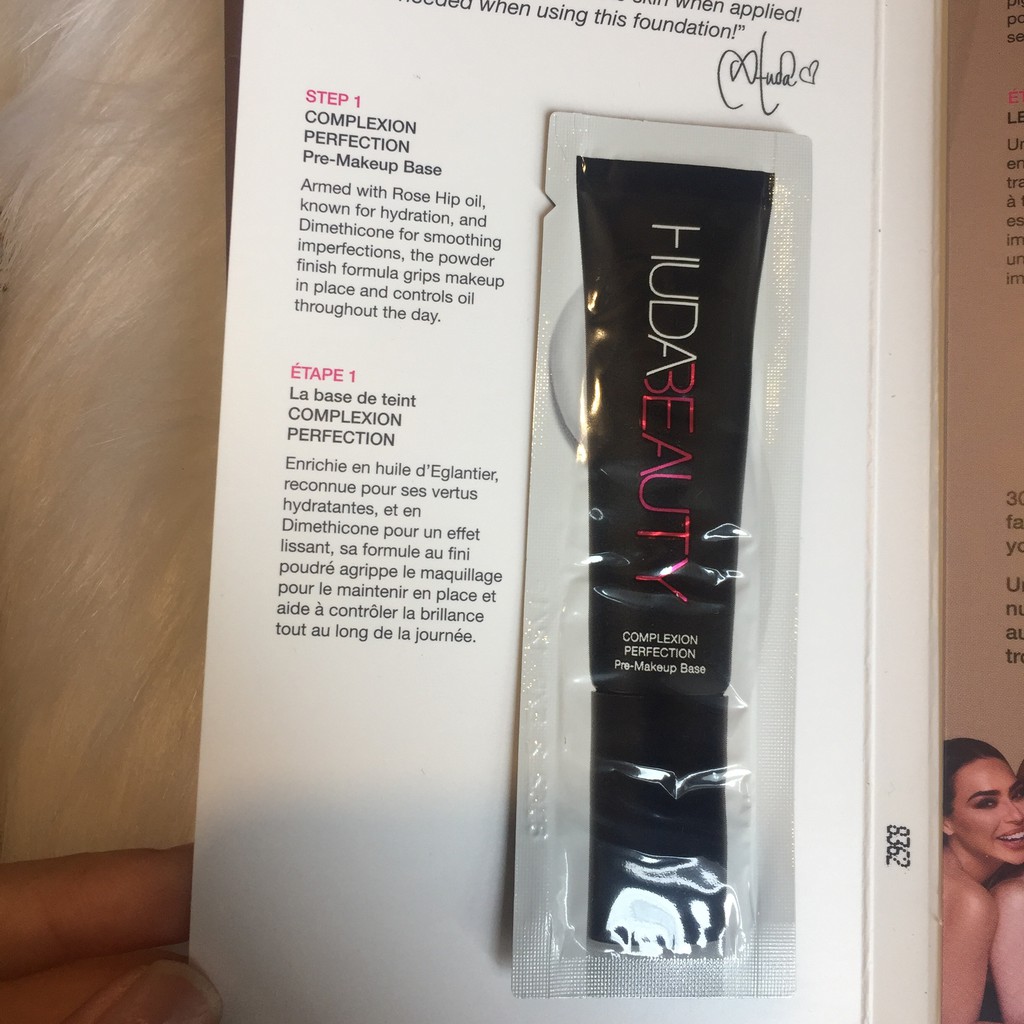 skin when applied!
needed when using this foundation!”
Huda
STEP 1
COMPLEXION
PERFECTION
Pre-Makeup Base
Armed with Rose Hip oil,
known for hydration, and
Dimethicone for smoothing
imperfections, the powder
finish formula grips makeup
in place and controls oil
throughout the day.
ÉTAPE 1
La base de teint
COMPLEXION
PERFECTION
Enrichie en huile d’Eglantier,
reconnue pour ses vertus
hydratantes, et en
Dimethicone pour un effet
lissant, sa formule au fini
poudré agrippe le maquillage
pour le maintenir en place et
aide à contrôler la brillance
tout au long de la journée.
HUDABEAUTY
COMPLEXION
PERFECTION
Pre-Makeup Base
8362